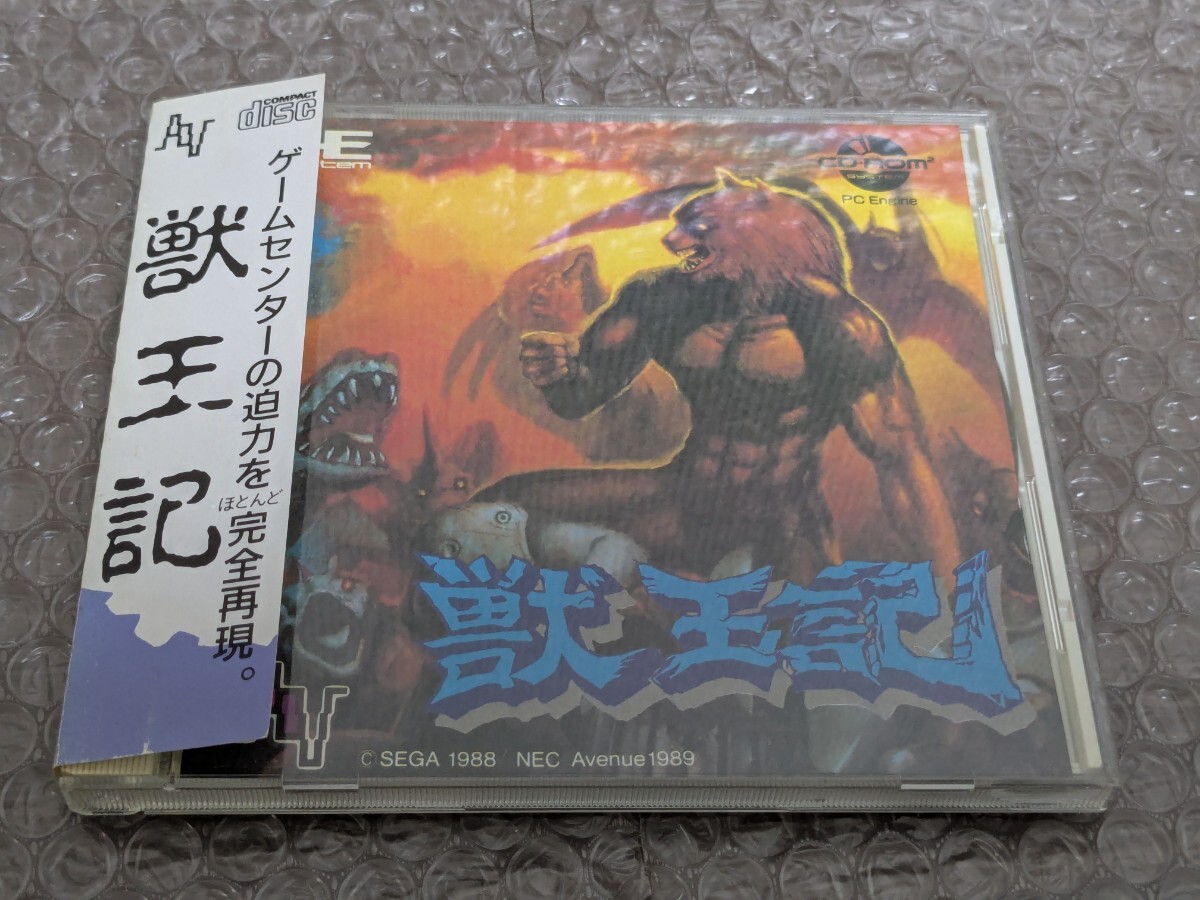 AV
COMPACT
disc
獣王記
ゲームセンターの迫力をほとんど完全再現。
CD-ROM²
SYSTEM
PC Engine
獣王記
© SEGA 1988 NEC Avenue 1989